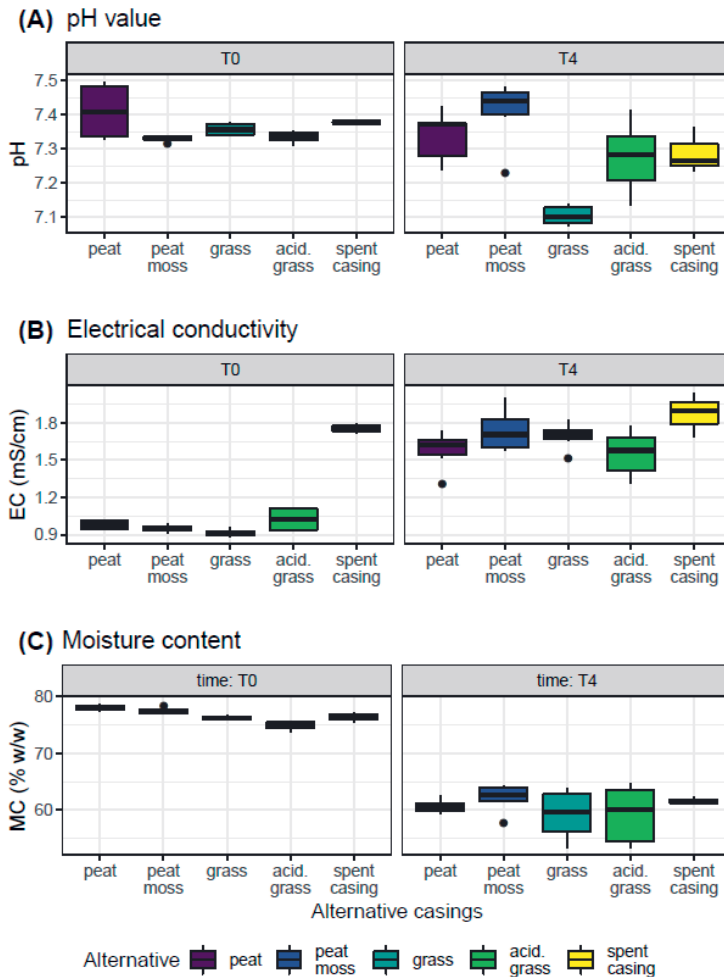 (A) pH value
T0 T4
7.5
7.4
7.3
7.2
7.1
pH
peat peat moss grass acid. grass spent casing peat peat moss grass acid. grass spent casing
(B) Electrical conductivity
T0 T4
1.8
1.5
1.2
0.9
EC (mS/cm)
peat peat moss grass acid. grass spent casing peat peat moss grass acid. grass spent casing
(C) Moisture content
time: T0 time: T4
80
70
60
MC (% w/w)
peat peat moss grass acid. grass spent casing peat peat moss grass acid. grass spent casing
Alternative casings
Alternative peat peat moss grass acid. grass spent casing